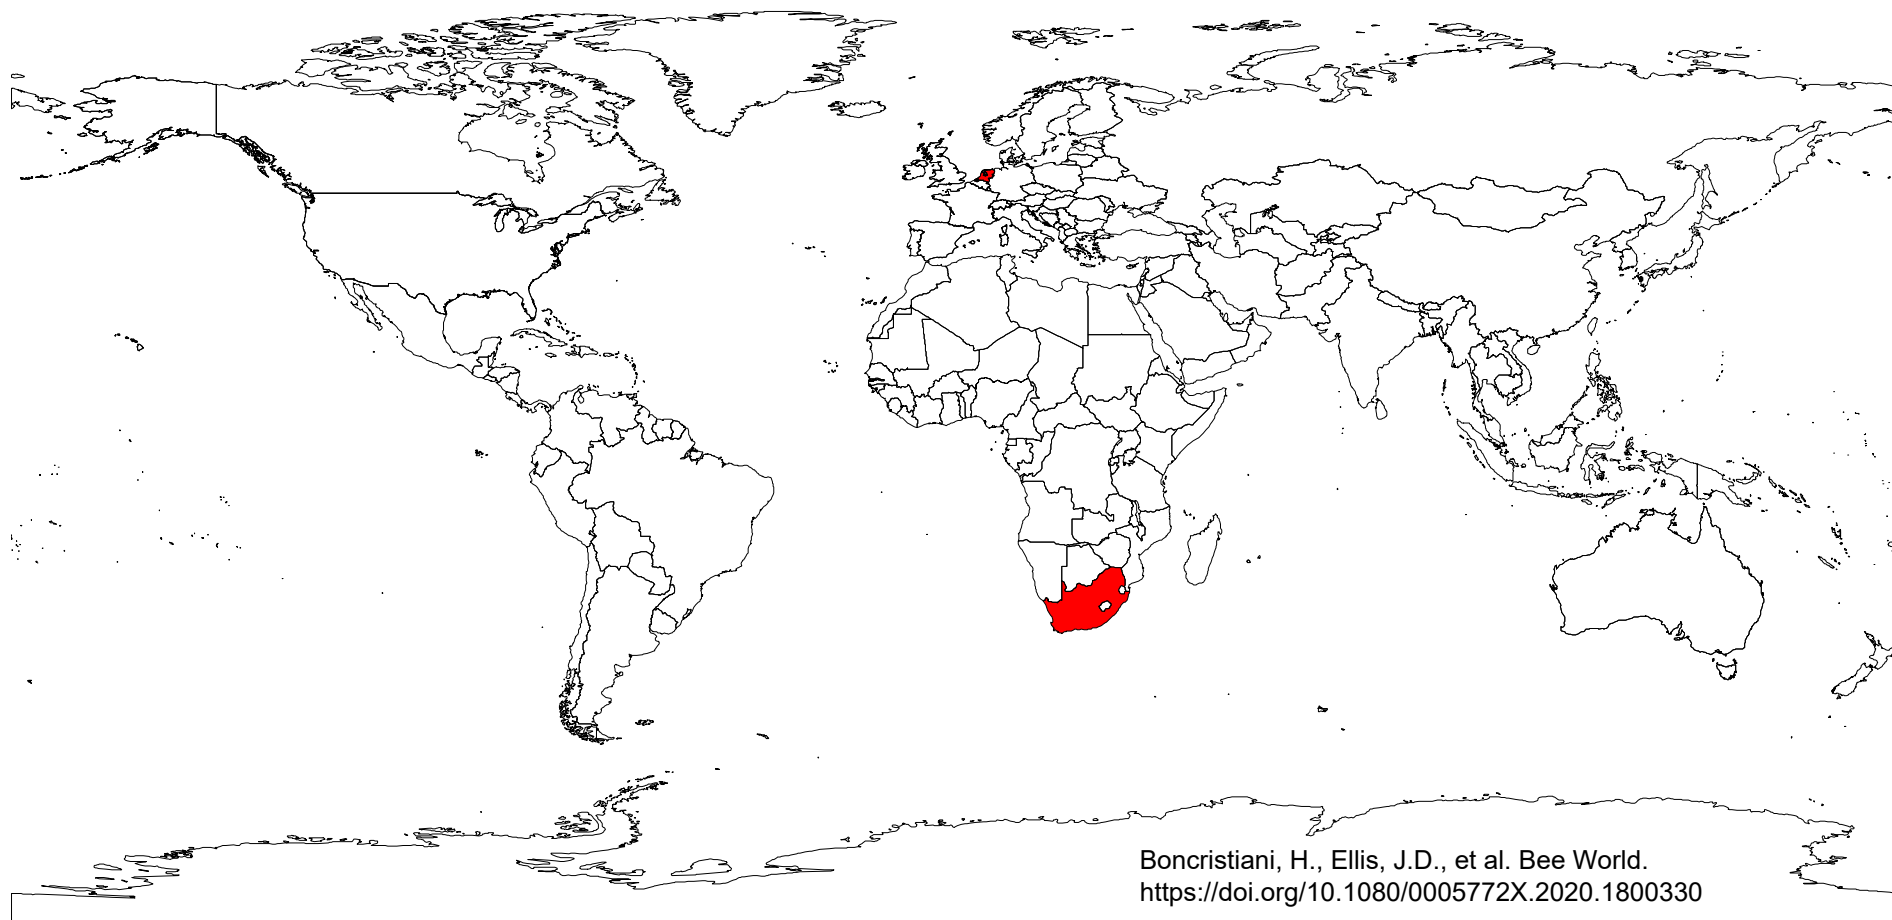 Boncristiani, H., Ellis, J.D., et al. Bee World.
https://doi.org/10.1080/0005772X.2020.1800330